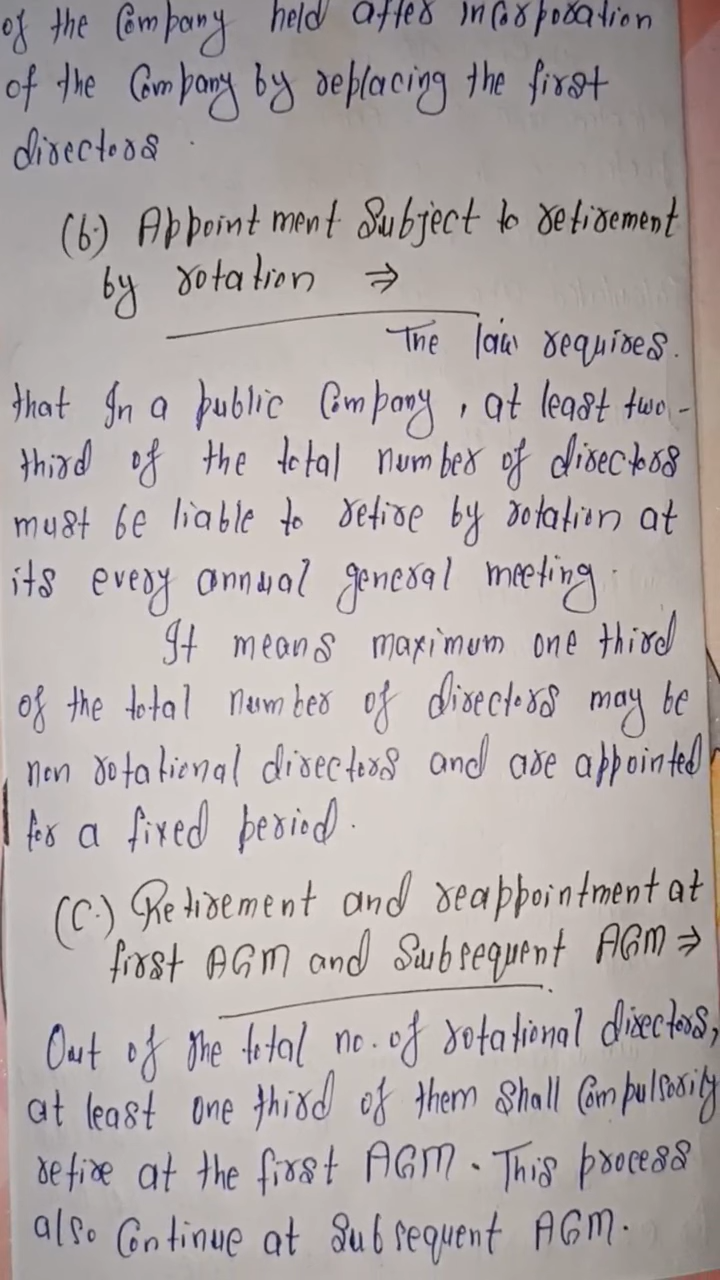 of the Company held after incorporation
of the Company by replacing the first
directors
(b) Appointment Subject to retirement
by rotation ⇒
The law requires.
that In a public Company, at least two-
third of the total number of directors
must be liable to retire by rotation at
its every annual general meeting.
It means maximum one third
of the total number of directors may be
non rotational directors and are appointed
for a fixed period.
(C.) Retirement and reappointment at
first AGM and Subsequent AGM ⇒
Out of the total no. of rotational directors,
at least one third of them shall Compulsorily
retire at the first AGM. This process
also Continue at Subsequent AGM.